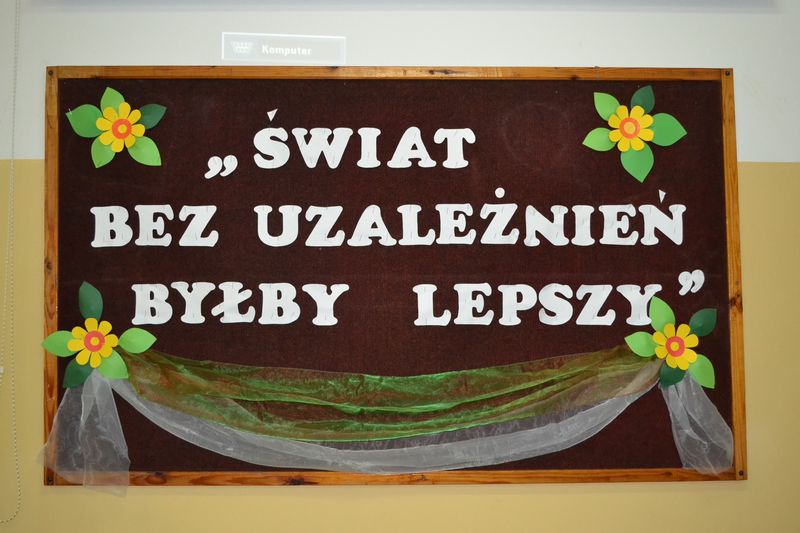 Komputer
„ŚWIAT
BEZ UZALEŻNIEŃ
BYŁBY LEPSZY”